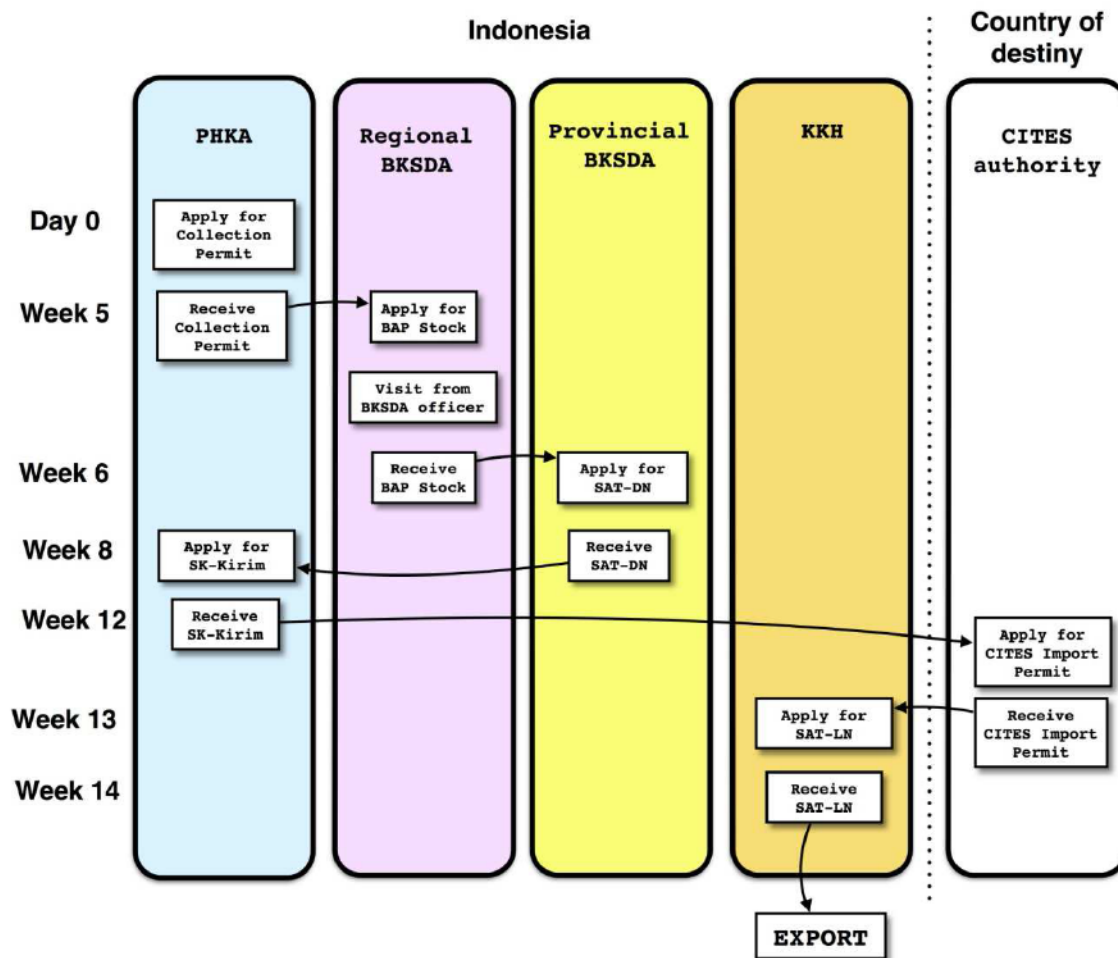 Indonesia
Country of
destiny
PHKA
Regional
BKSDA
Provincial
BKSDA
KKH
CITES
authority
Day 0
Apply for
Collection
Permit
Week 5
Receive
Collection
Permit
Apply for
BAP Stock
Visit from
BKSDA officer
Week 6
Receive
BAP Stock
Apply for
SAT-DN
Week 8
Apply for
SK-Kirim
Receive
SAT-DN
Week 12
Receive
SK-Kirim
Apply for
CITES Import
Permit
Week 13
Apply for
SAT-LN
Receive
CITES Import
Permit
Week 14
Receive
SAT-LN
EXPORT